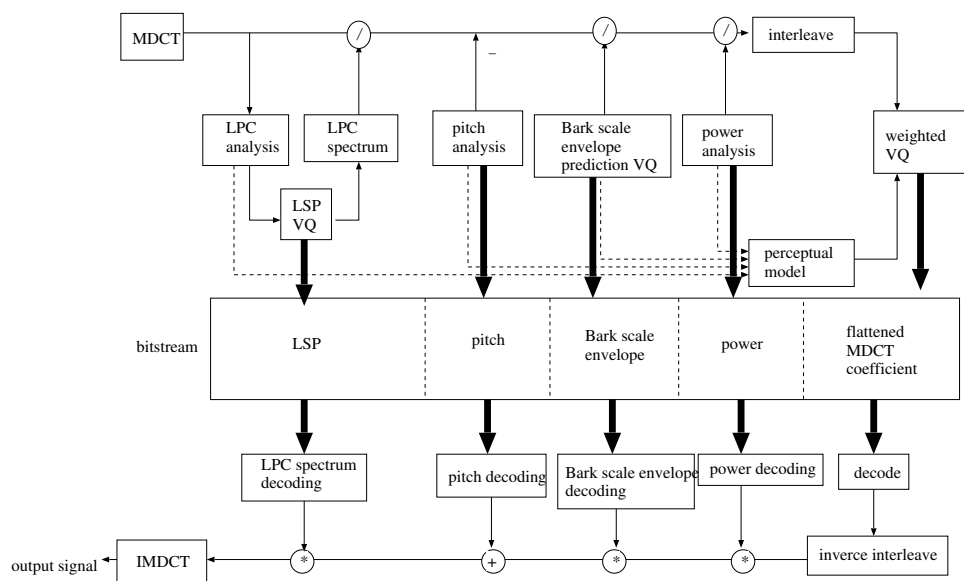 MDCT
/
/
/
interleave
–
LPC
analysis
LPC
spectrum
pitch
analysis
Bark scale
envelope
prediction VQ
power
analysis
weighted
VQ
LSP
VQ
perceptual
model
bitstream
LSP
pitch
Bark scale
envelope
power
flattened
MDCT
coefficient
LPC spectrum
decoding
pitch decoding
Bark scale envelope
decoding
power decoding
decode
output signal
IMDCT
*
+
*
*
inverce interleave